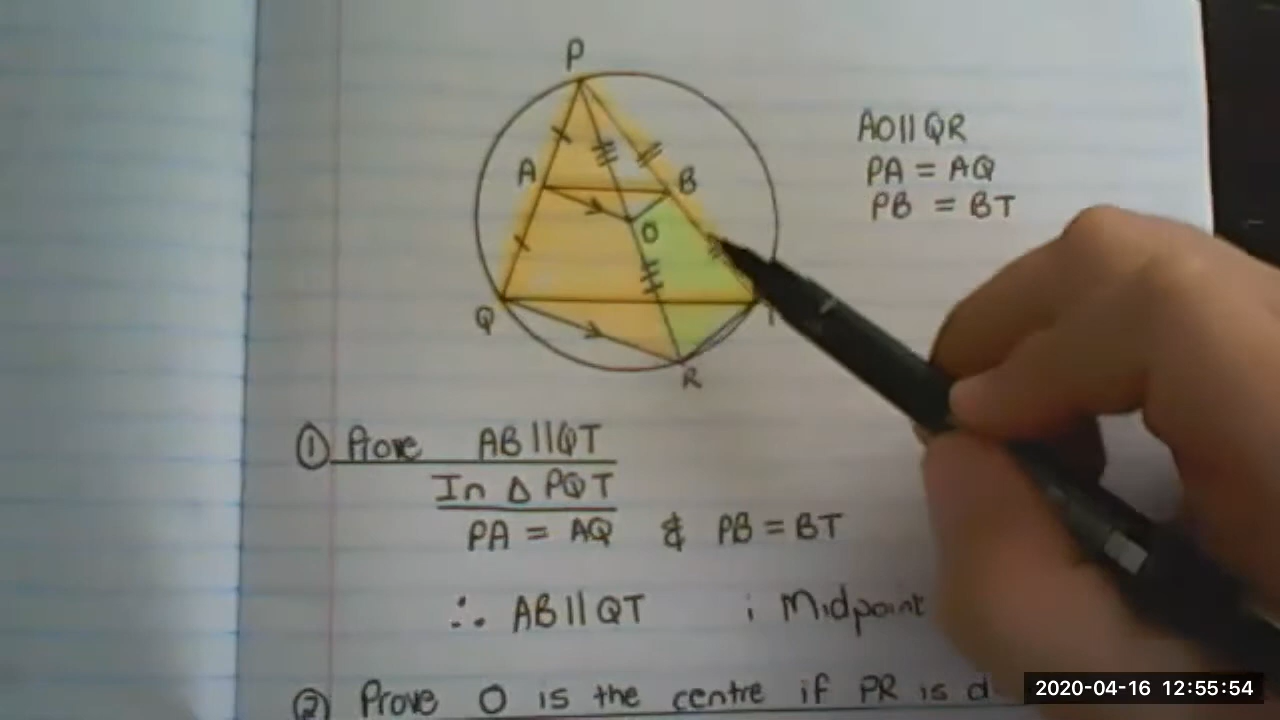 P
AO||QR
PA = AQ
PB = BT
A
B
O
Q
R
① Prove AB||QT
In Δ PQT
PA = AQ & PB = BT
∴ AB||QT ; Midpoint
② Prove O is the centre if PR is d
2020-04-16 12:55:54